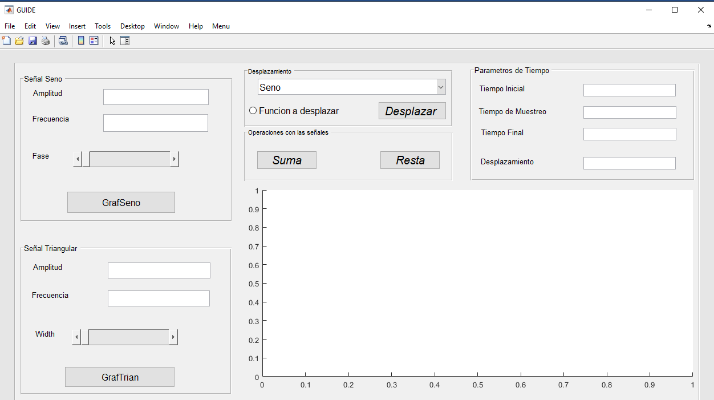 GUIDE
File Edit View Insert Tools Desktop Window Help Menu
Señal Seno
Amplitud
Frecuencia
Fase
GrafSeno
Desplazamiento
Seno
Funcion a desplazar
Desplazar
Operaciones con las señales
Suma
Resta
Parametros de Tiempo
Tiempo Inicial
Tiempo de Muestreo
Tiempo Final
Desplazamiento
Señal Triangular
Amplitud
Frecuencia
Width
GrafTrian
1
0.9
0.8
0.7
0.6
0.5
0.4
0.3
0.2
0.1
0
0 0.1 0.2 0.3 0.4 0.5 0.6 0.7 0.8 0.9 1